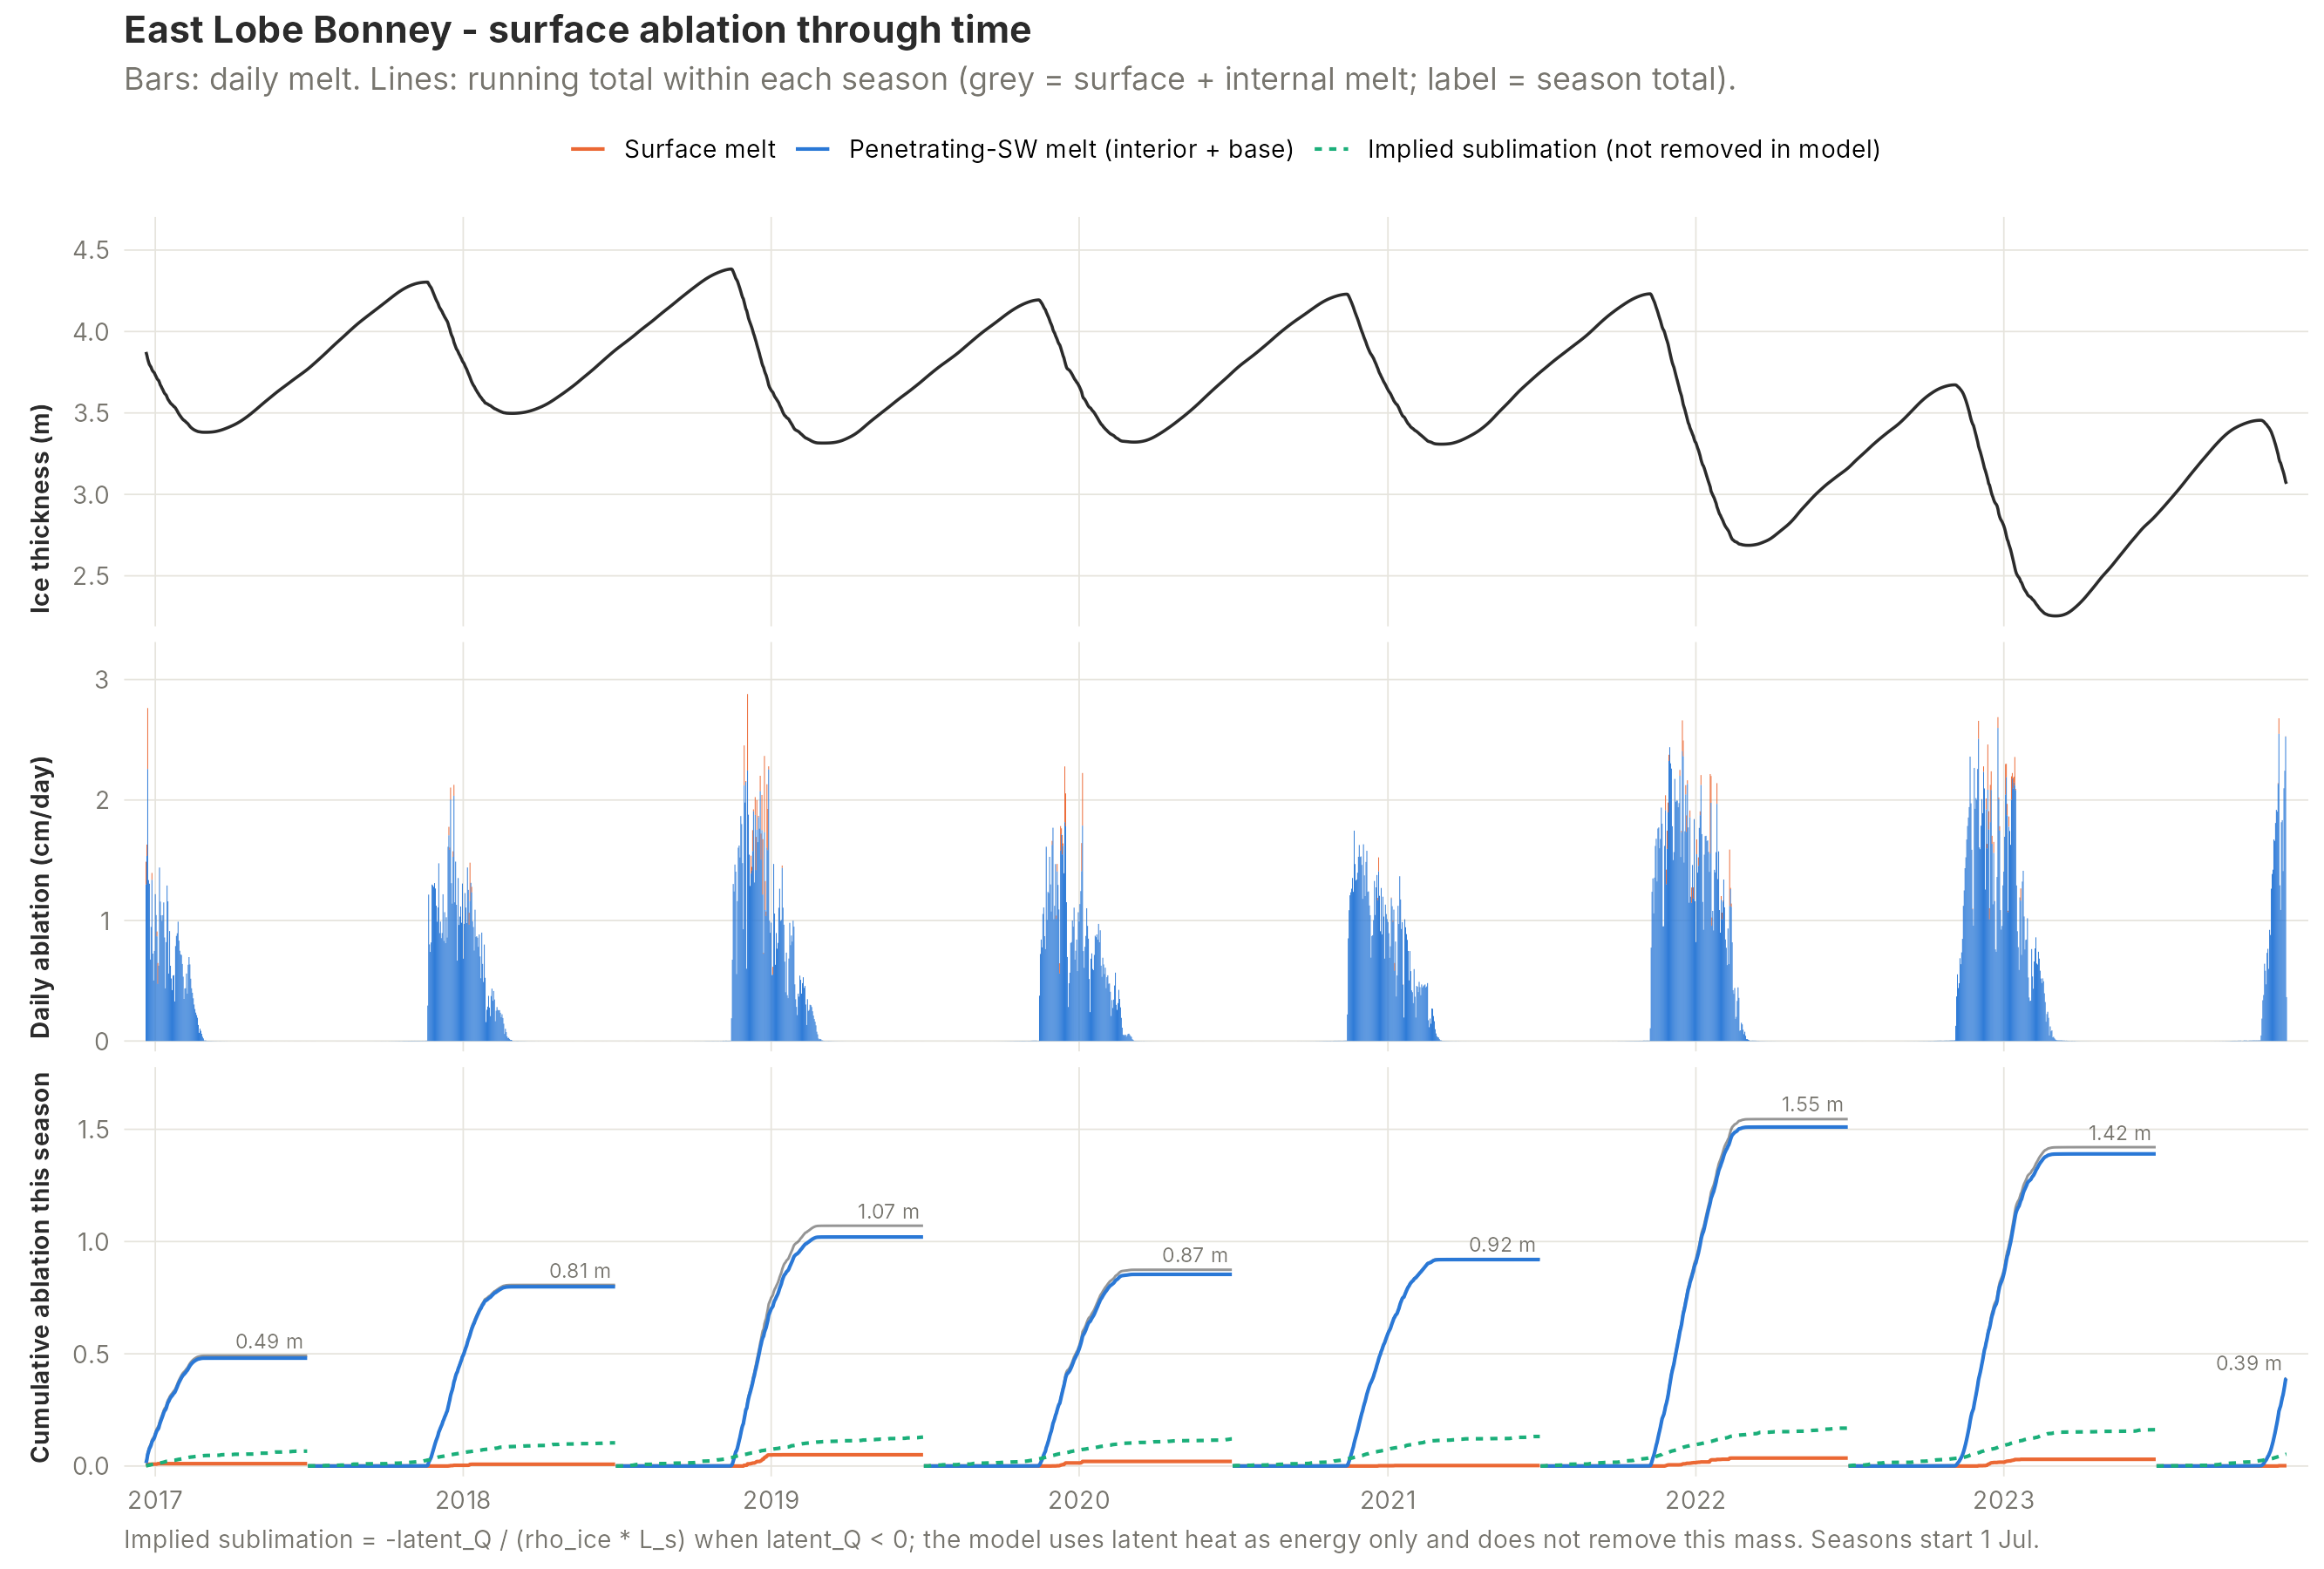 East Lobe Bonney - surface ablation through time
Bars: daily melt. Lines: running total within each season (grey = surface + internal melt; label = season total).
Surface melt
Penetrating-SW melt (interior + base)
Implied sublimation (not removed in model)
Ice thickness (m)
4.5
4.0
3.5
3.0
2.5
Daily ablation (cm/day)
3
2
1
0
Cumulative ablation this season
1.5
1.0
0.5
0.0
0.49 m
0.81 m
1.07 m
0.87 m
0.92 m
1.55 m
1.42 m
0.39 m
2017
2018
2019
2020
2021
2022
2023
Implied sublimation = -latent_Q / (rho_ice * L_s) when latent_Q < 0; the model uses latent heat as energy only and does not remove this mass. Seasons start 1 Jul.